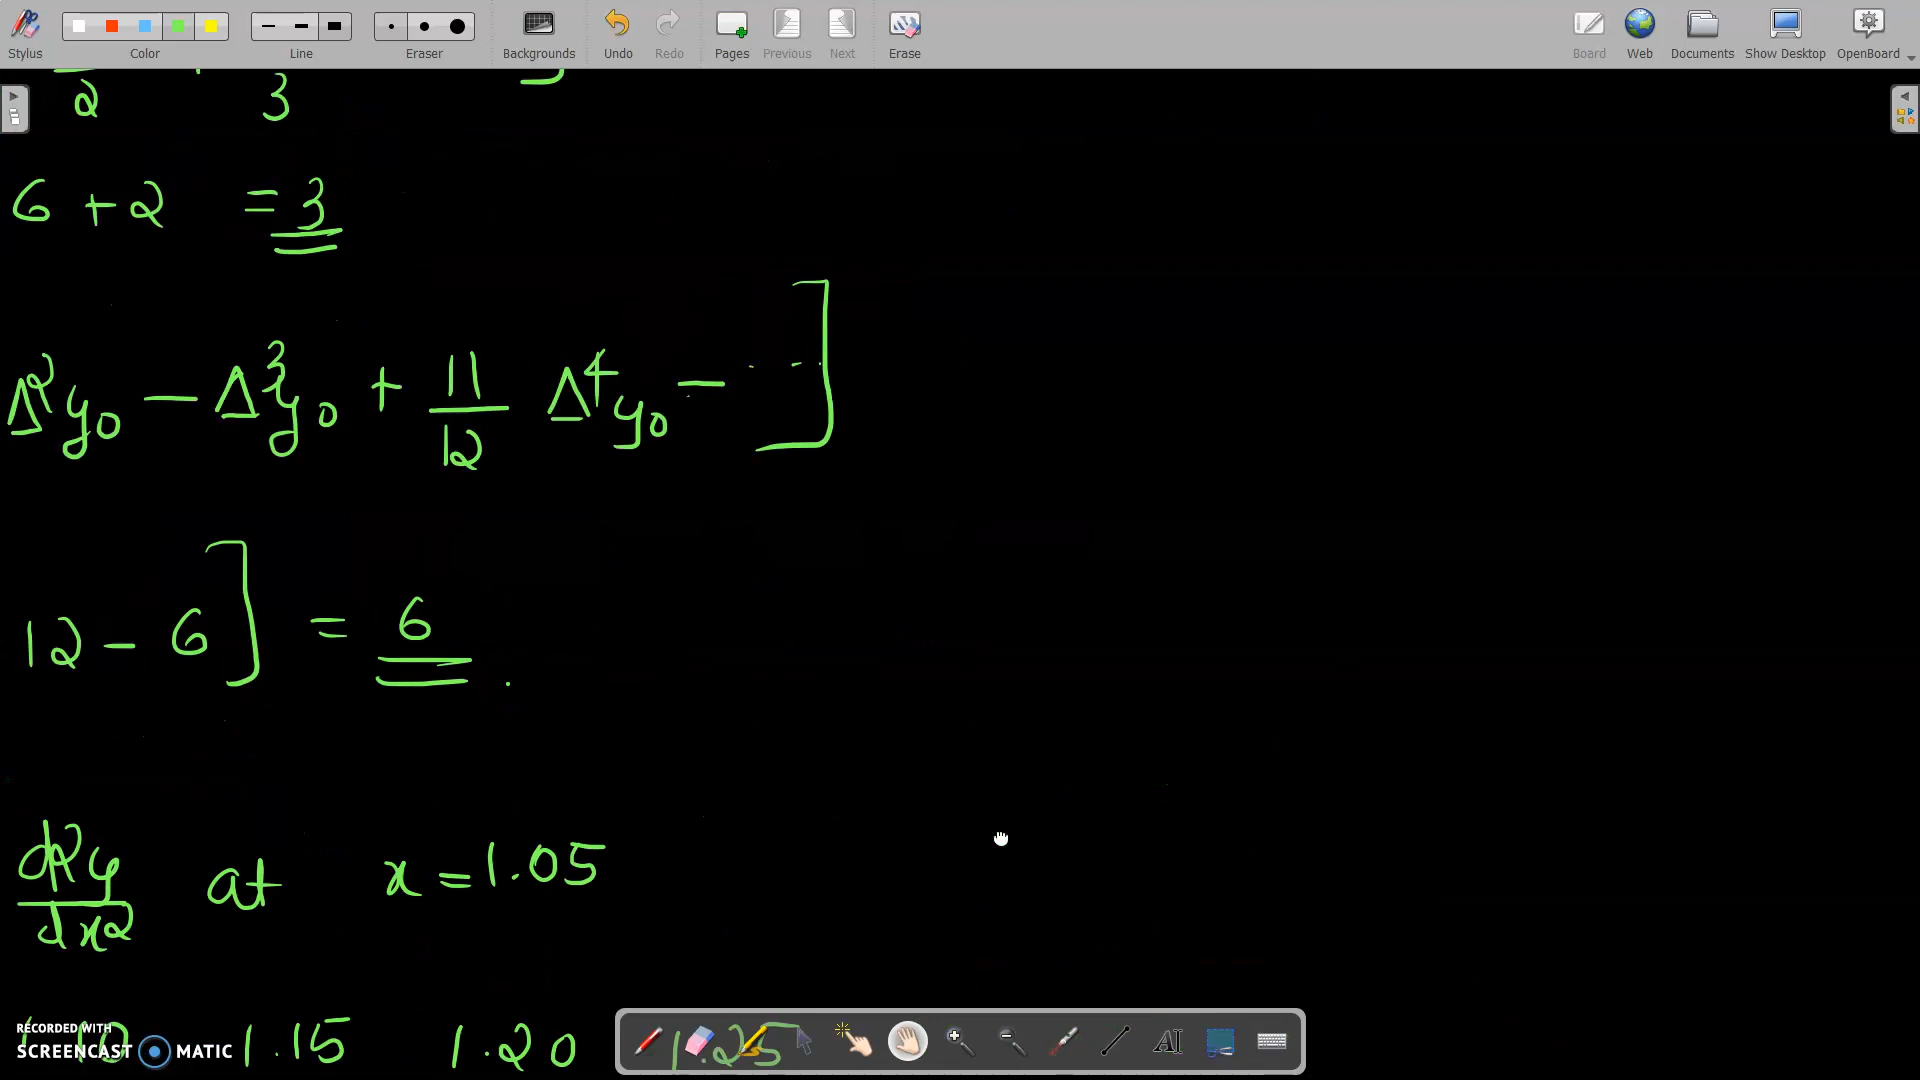 Stylus Color Line Eraser Backgrounds Undo Redo Pages Previous Next Erase Board Web Documents Show Desktop OpenBoard
2 3
6 + 2 = 3
Δ²y₀ − Δ³y₀ + 11/12 Δ⁴y₀ − ...]
12 − 6] = 6.
d²y/dx² at x = 1.05
1.10 1.15 1.20 1.25
RECORDED WITH
SCREENCAST MATIC